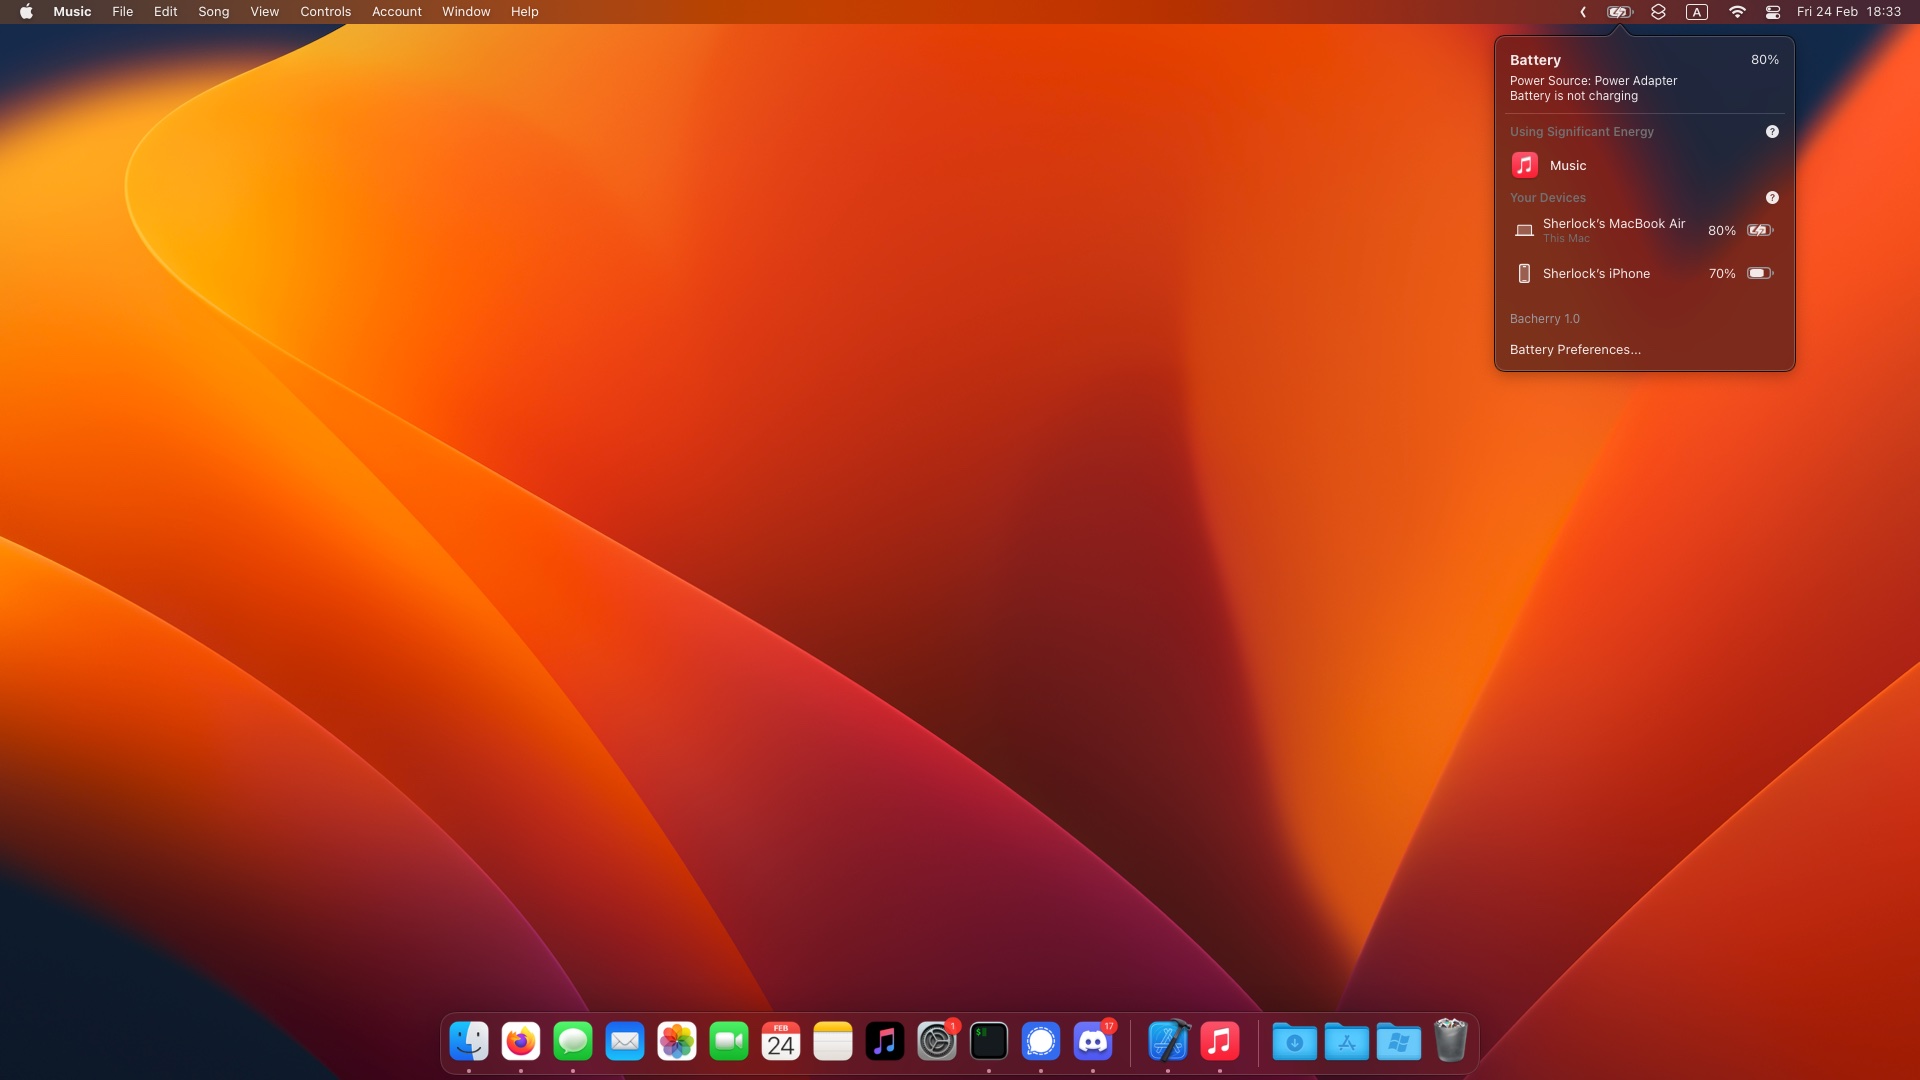 Music File Edit Song View Controls Account Window Help A Fri 24 Feb 18:33
Battery 80%
Power Source: Power Adapter
Battery is not charging
Using Significant Energy ?
Music
Your Devices ?
Sherlock’s MacBook Air 80%
This Mac
Sherlock’s iPhone 70%
Bacherry 1.0
Battery Preferences...
FEB
24
1
$
17